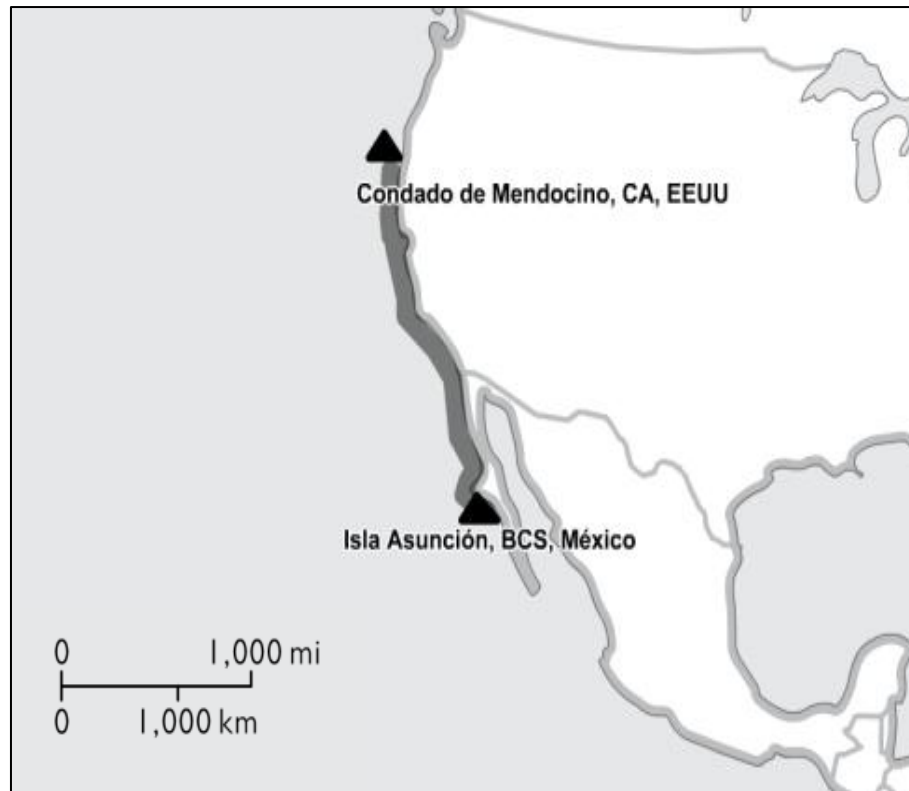 Condado de Mendocino, CA, EEUU
Isla Asunción, BCS, México
0 1,000 mi
0 1,000 km